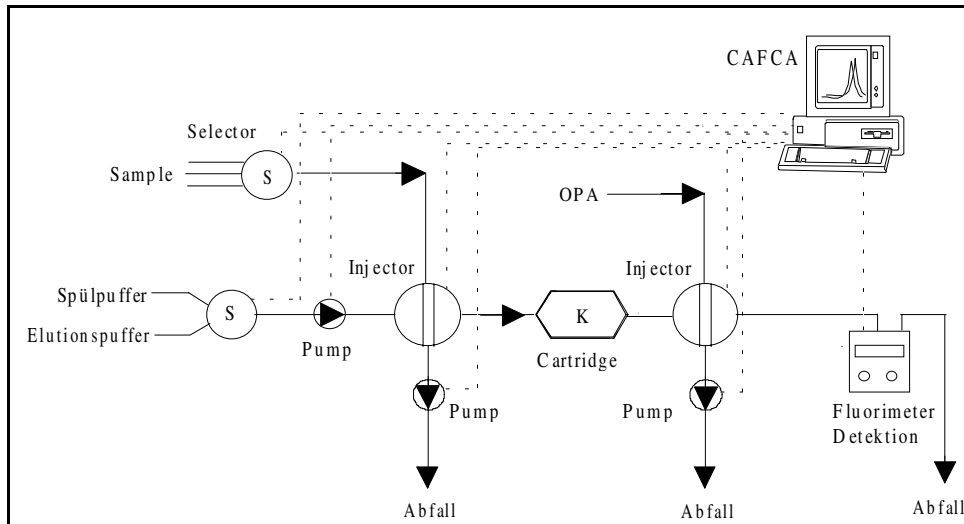 CAFCA
Selector
S
Sample
OPA
Injector
Injector
Spülpuffer
S
Elutionspuffer
K
Pump
Cartridge
Pump
Pump
Fluorimeter
Detektion
Abfall
Abfall
Abfall